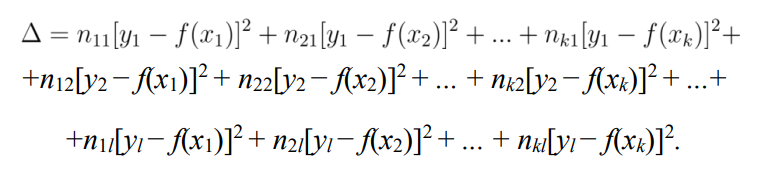 Δ = n₁₁[y₁ − f(x₁)]² + n₂₁[y₁ − f(x₂)]² + ... + nₖ₁[y₁ − f(xₖ)]²+
+n₁₂[y₂ − f(x₁)]² + n₂₂[y₂ − f(x₂)]² + ... + nₖ₂[y₂ − f(xₖ)]² + ...+
+n₁ₗ[yₗ − f(x₁)]² + n₂ₗ[yₗ − f(x₂)]² + ... + nₖₗ[yₗ − f(xₖ)]².